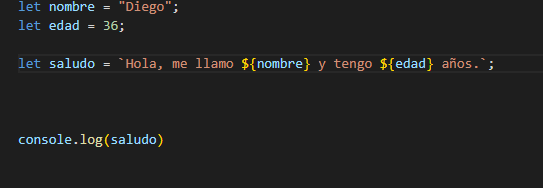 let nombre = "Diego";
let edad = 36;
let saludo = `Hola, me llamo ${nombre} y tengo ${edad} años.`;
console.log(saludo)